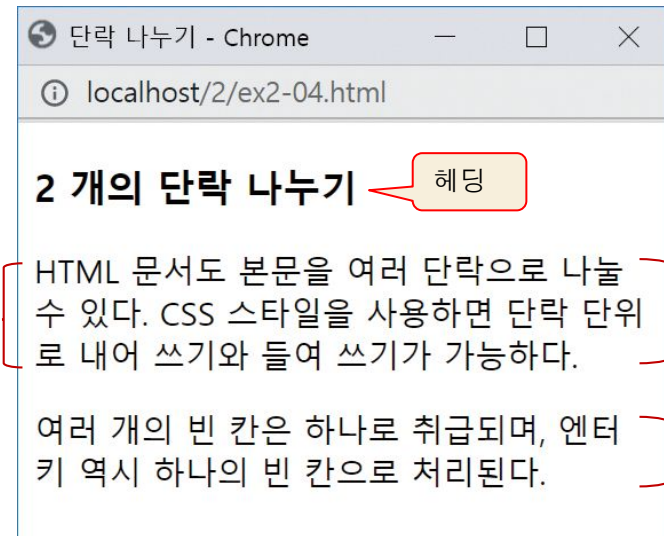 단락 나누기 - Chrome
localhost/2/ex2-04.html
2 개의 단락 나누기
헤딩
HTML 문서도 본문을 여러 단락으로 나눌
수 있다. CSS 스타일을 사용하면 단락 단위
로 내어 쓰기와 들여 쓰기가 가능하다.
여러 개의 빈 칸은 하나로 취급되며, 엔터
키 역시 하나의 빈 칸으로 처리된다.